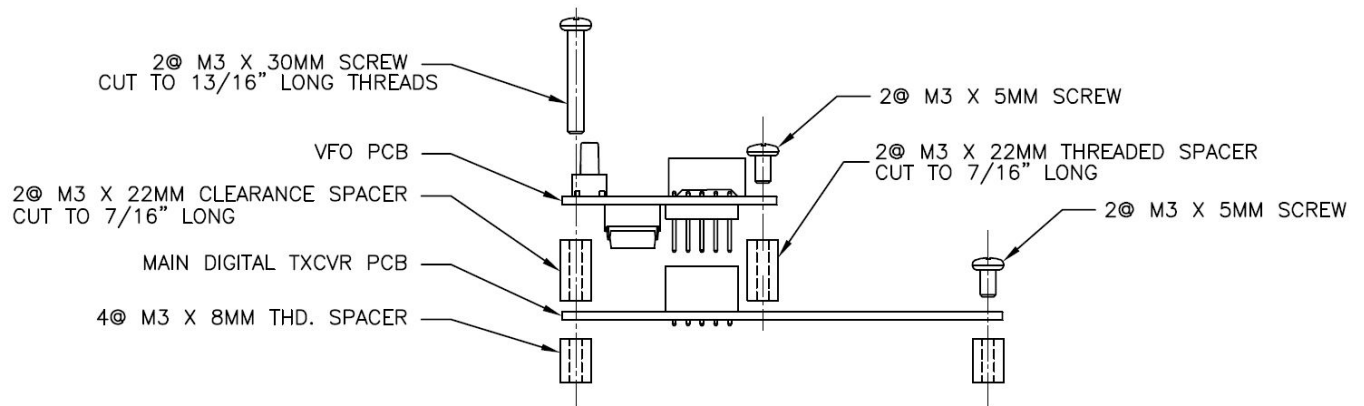 2@ M3 X 30MM SCREW
CUT TO 13/16” LONG THREADS
2@ M3 X 5MM SCREW
VFO PCB
2@ M3 X 22MM THREADED SPACER
CUT TO 7/16” LONG
2@ M3 X 22MM CLEARANCE SPACER
CUT TO 7/16” LONG
2@ M3 X 5MM SCREW
MAIN DIGITAL TXCVR PCB
4@ M3 X 8MM THD. SPACER